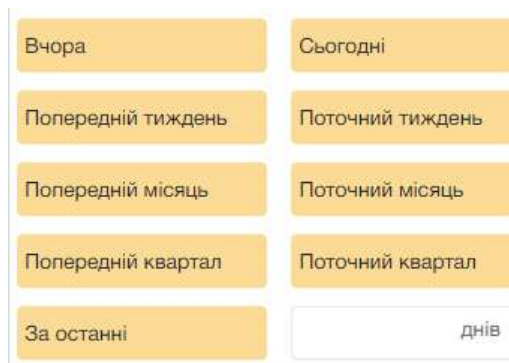 Вчора
Сьогодні
Попередній тиждень
Поточний тиждень
Попередній місяць
Поточний місяць
Попередній квартал
Поточний квартал
За останні
днів